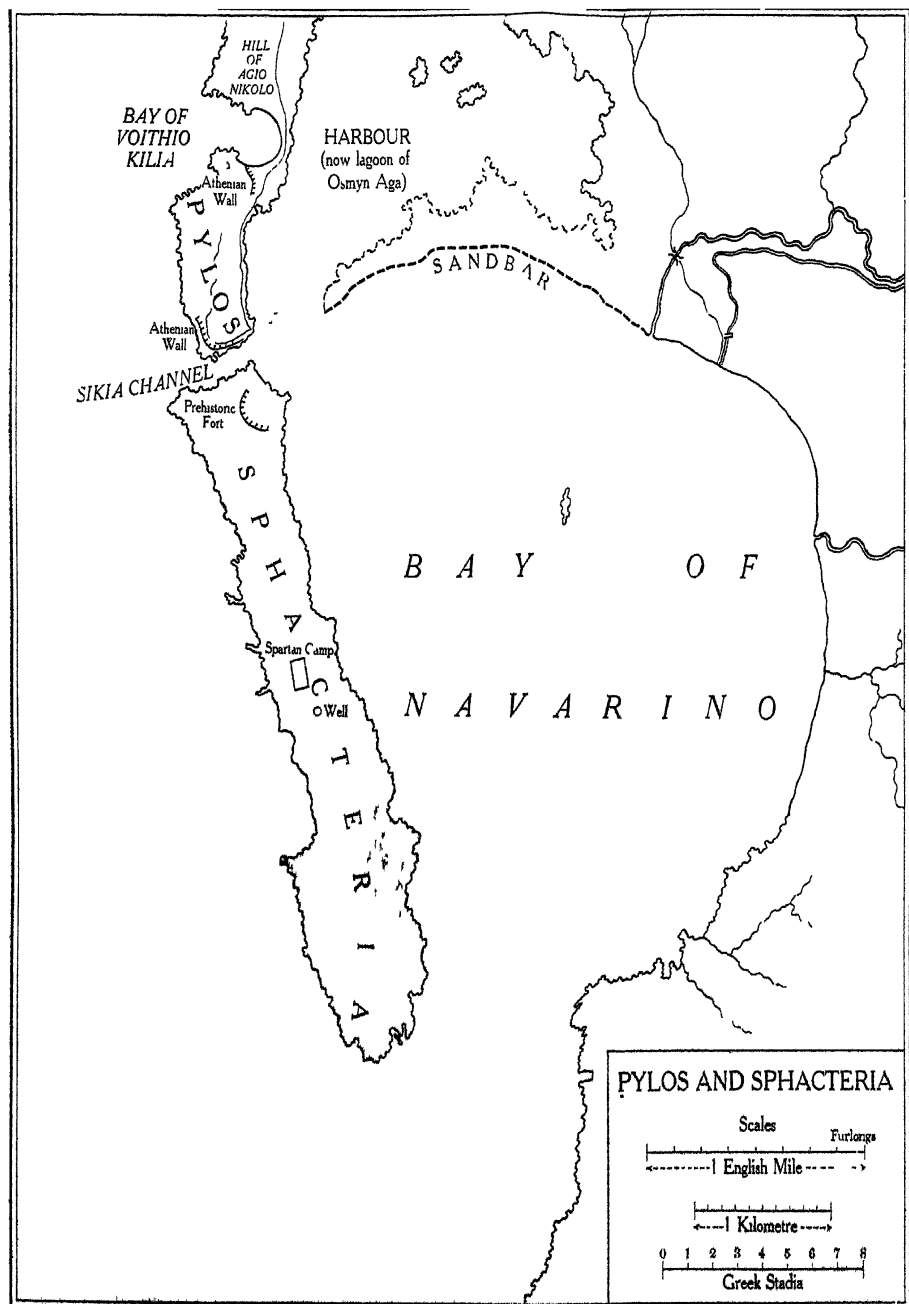 HILL
OF
AGIO
NIKOLO
BAY OF
VOITHIO
KILIA
HARBOUR
(now lagoon of
Osmyn Aga)
Athenian
Wall
PYLOS
SANDBAR
Athenian
Wall
SIKIA CHANNEL
Prehistoric
Fort
SPHACTERIA
BAY OF
NAVARINO
Spartan Camp
Well
PYLOS AND SPHACTERIA
Scales
Furlongs
1 English Mile
1 Kilometre
0 1 2 3 4 5 6 7 8
Greek Stadia